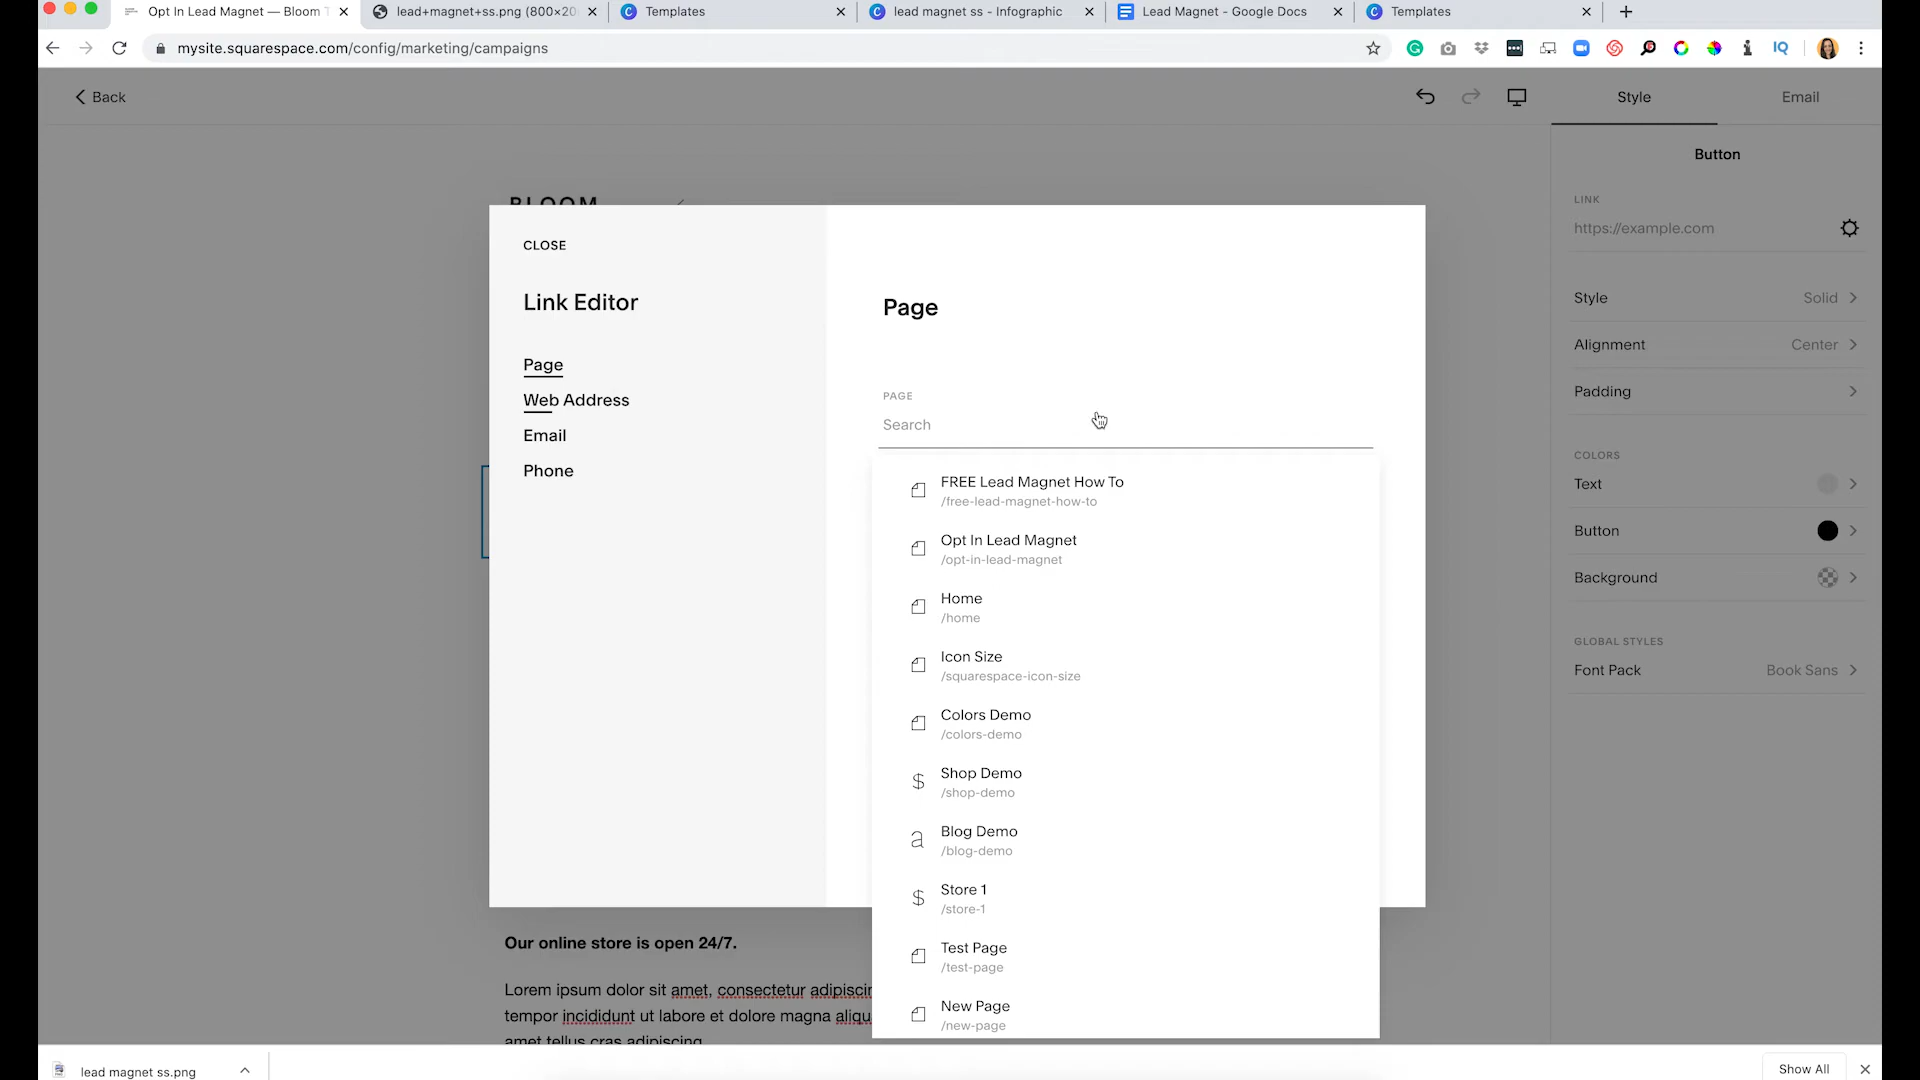 Opt In Lead Magnet — Bloom T
lead+magnet+ss.png (800×20
Templates
lead magnet ss - Infographic
Lead Magnet - Google Docs
Templates
mysite.squarespace.com/config/marketing/campaigns
IQ
Back
Style
Email
Button
LINK
https://example.com
Style
Solid
Alignment
Center
Padding
COLORS
Text
Button
Background
GLOBAL STYLES
Font Pack
Book Sans
BLOOM
CLOSE
Link Editor
Page
Web Address
Email
Phone
Page
PAGE
Search
FREE Lead Magnet How To
/free-lead-magnet-how-to
Opt In Lead Magnet
/opt-in-lead-magnet
Home
/home
Icon Size
/squarespace-icon-size
Colors Demo
/colors-demo
Shop Demo
/shop-demo
Blog Demo
/blog-demo
Store 1
/store-1
Test Page
/test-page
New Page
/new-page
Our online store is open 24/7.
Lorem ipsum dolor sit amet, consectetur adipiscin
tempor incididunt ut labore et dolore magna aliqu
amet tellus cras adipiscing
lead magnet ss.png
Show All